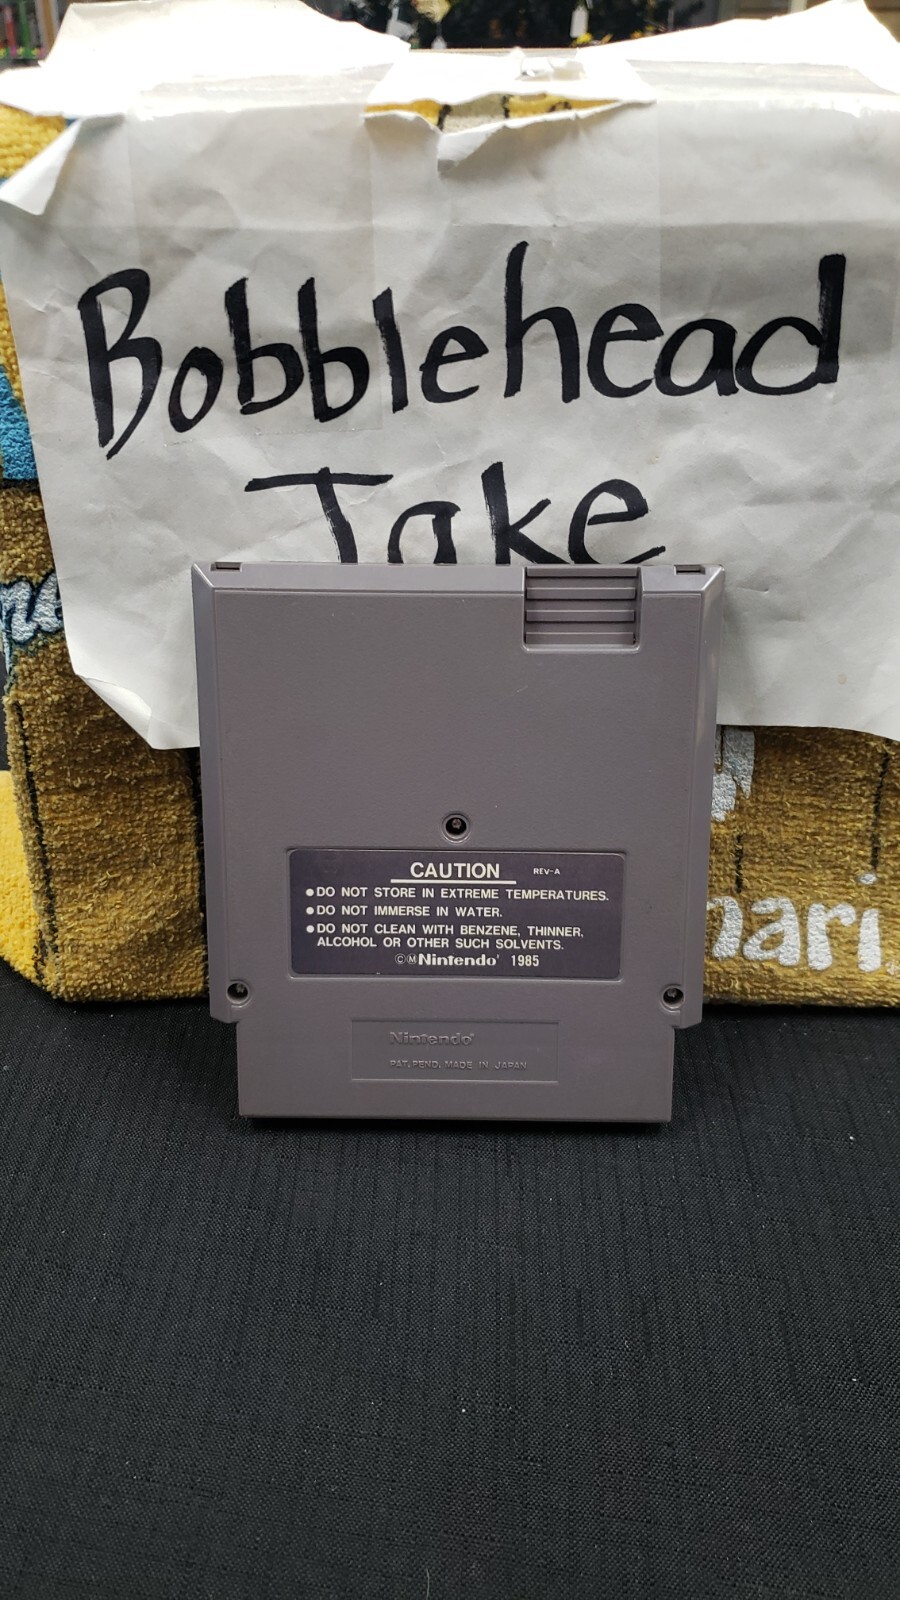 Bobblehead
Jake
CAUTION REV-A
●DO NOT STORE IN EXTREME TEMPERATURES.
●DO NOT IMMERSE IN WATER.
●DO NOT CLEAN WITH BENZENE, THINNER,
ALCOHOL OR OTHER SUCH SOLVENTS.
ⒸⓂNintendo® 1985
Nintendo®
PAT. PEND. MADE IN JAPAN